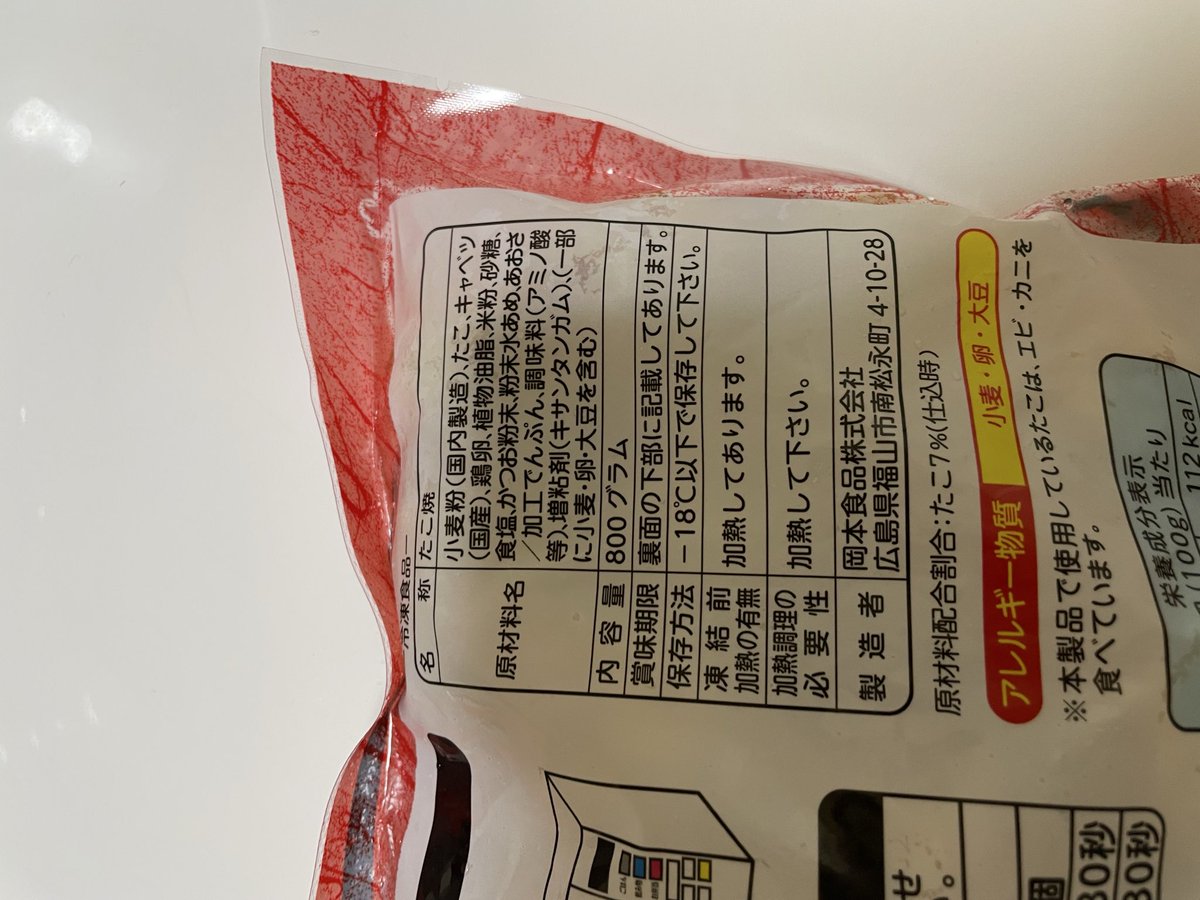 冷凍食品
名称 たこ焼
原材料名 小麦粉(国内製造)、たこ、キャベツ
(国産)、鶏卵、植物油脂、米粉、砂糖、
食塩、かつお粉末、粉末水あめ、あおさ
/加工でんぷん、調味料(アミノ酸
等)、増粘剤(キサンタンガム)、(一部
に小麦・卵・大豆を含む)
内容量 800グラム
賞味期限 裏面の下部に記載してあります。
保存方法 -18℃以下で保存して下さい。
凍結前
加熱の有無 加熱してあります。
加熱調理の
必要性 加熱して下さい。
製造者 岡本食品株式会社
広島県福山市南松永町 4-10-28
原材料配合割合:たこ7%(仕込時)
アレルギー物質 小麦・卵・大豆
※本製品で使用しているたこは、エビ・カニを
食べています。
栄養成分表示
(100g)当たり
112kcal
ごはん
飲み物
お弁当
せ
。
個
30秒
30秒